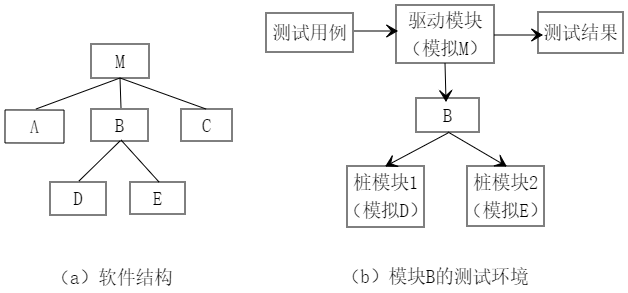 M
A
B
C
D
E
（a）软件结构
测试用例
驱动模块
（模拟M）
测试结果
B
桩模块1
（模拟D）
桩模块2
（模拟E）
（b）模块B的测试环境